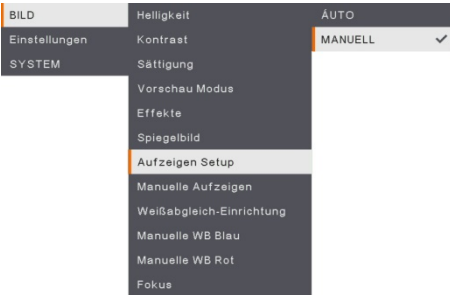 BILD
Einstellungen
SYSTEM
Helligkeit
Kontrast
Sättigung
Vorschau Modus
Effekte
Spiegelbild
Aufzeigen Setup
Manuelle Aufzeigen
Weißabgleich-Einrichtung
Manuelle WB Blau
Manuelle WB Rot
Fokus
ÁUTO
MANUELL ✓